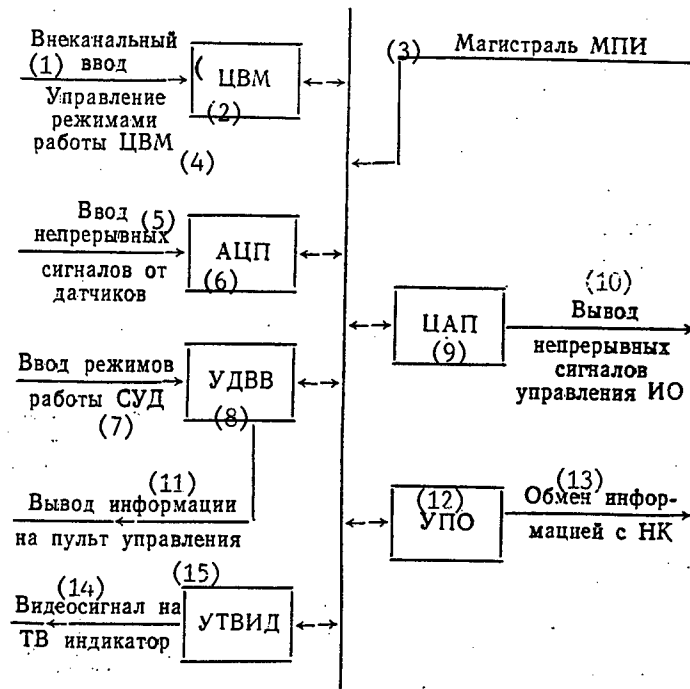 Внеканальный
(1) ввод
( ЦВМ
(2)
Управление
режимами
работы ЦВМ
(4)
(3) Магистраль МПИ
Ввод (5)
непрерывных
сигналов от
датчиков
АЦП
(6)
(10)
Вывод
непрерывных
сигналов
управления ИО
ЦАП
(9)
Ввод режимов
работы СУД
(7)
УДВВ
(8)
(11)
Вывод информации
на пульт управления
(12)
УПО
(13)
Обмен инфор-
мацией с НК
(14)
Видеосигнал на
ТВ индикатор
(15)
УТВИД